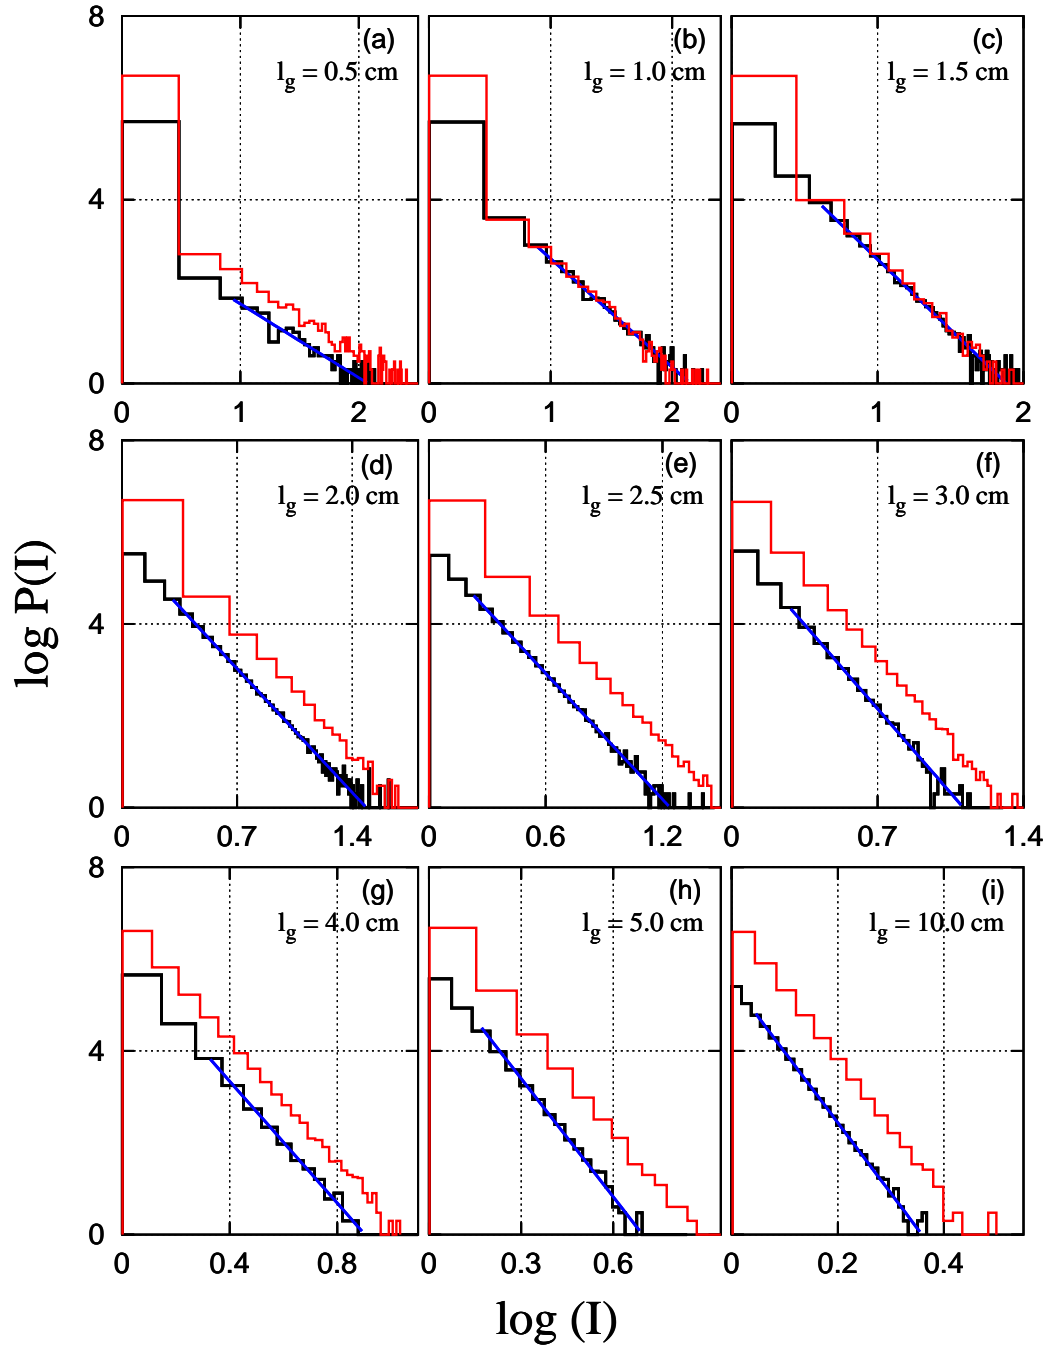 8
(a)
(b)
(c)
l_g = 0.5 cm
l_g = 1.0 cm
l_g = 1.5 cm
4
0
0 1 2
0 1 2
0 1 2
8
(d)
(e)
(f)
l_g = 2.0 cm
l_g = 2.5 cm
l_g = 3.0 cm
log P(I)
4
0
0 0.7 1.4
0 0.6 1.2
0 0.7 1.4
8
(g)
(h)
(i)
l_g = 4.0 cm
l_g = 5.0 cm
l_g = 10.0 cm
4
0
0 0.4 0.8
0 0.3 0.6
0 0.2 0.4
log (I)